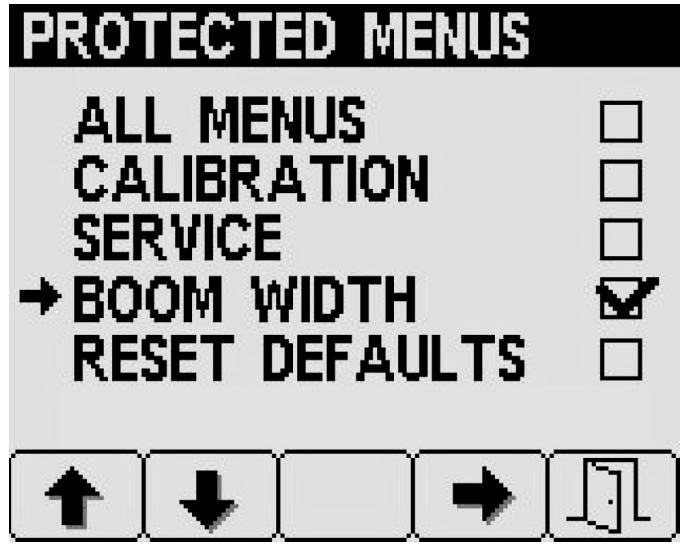 PROTECTED MENUS
ALL MENUS
CALIBRATION
SERVICE
BOOM WIDTH
RESET DEFAULTS